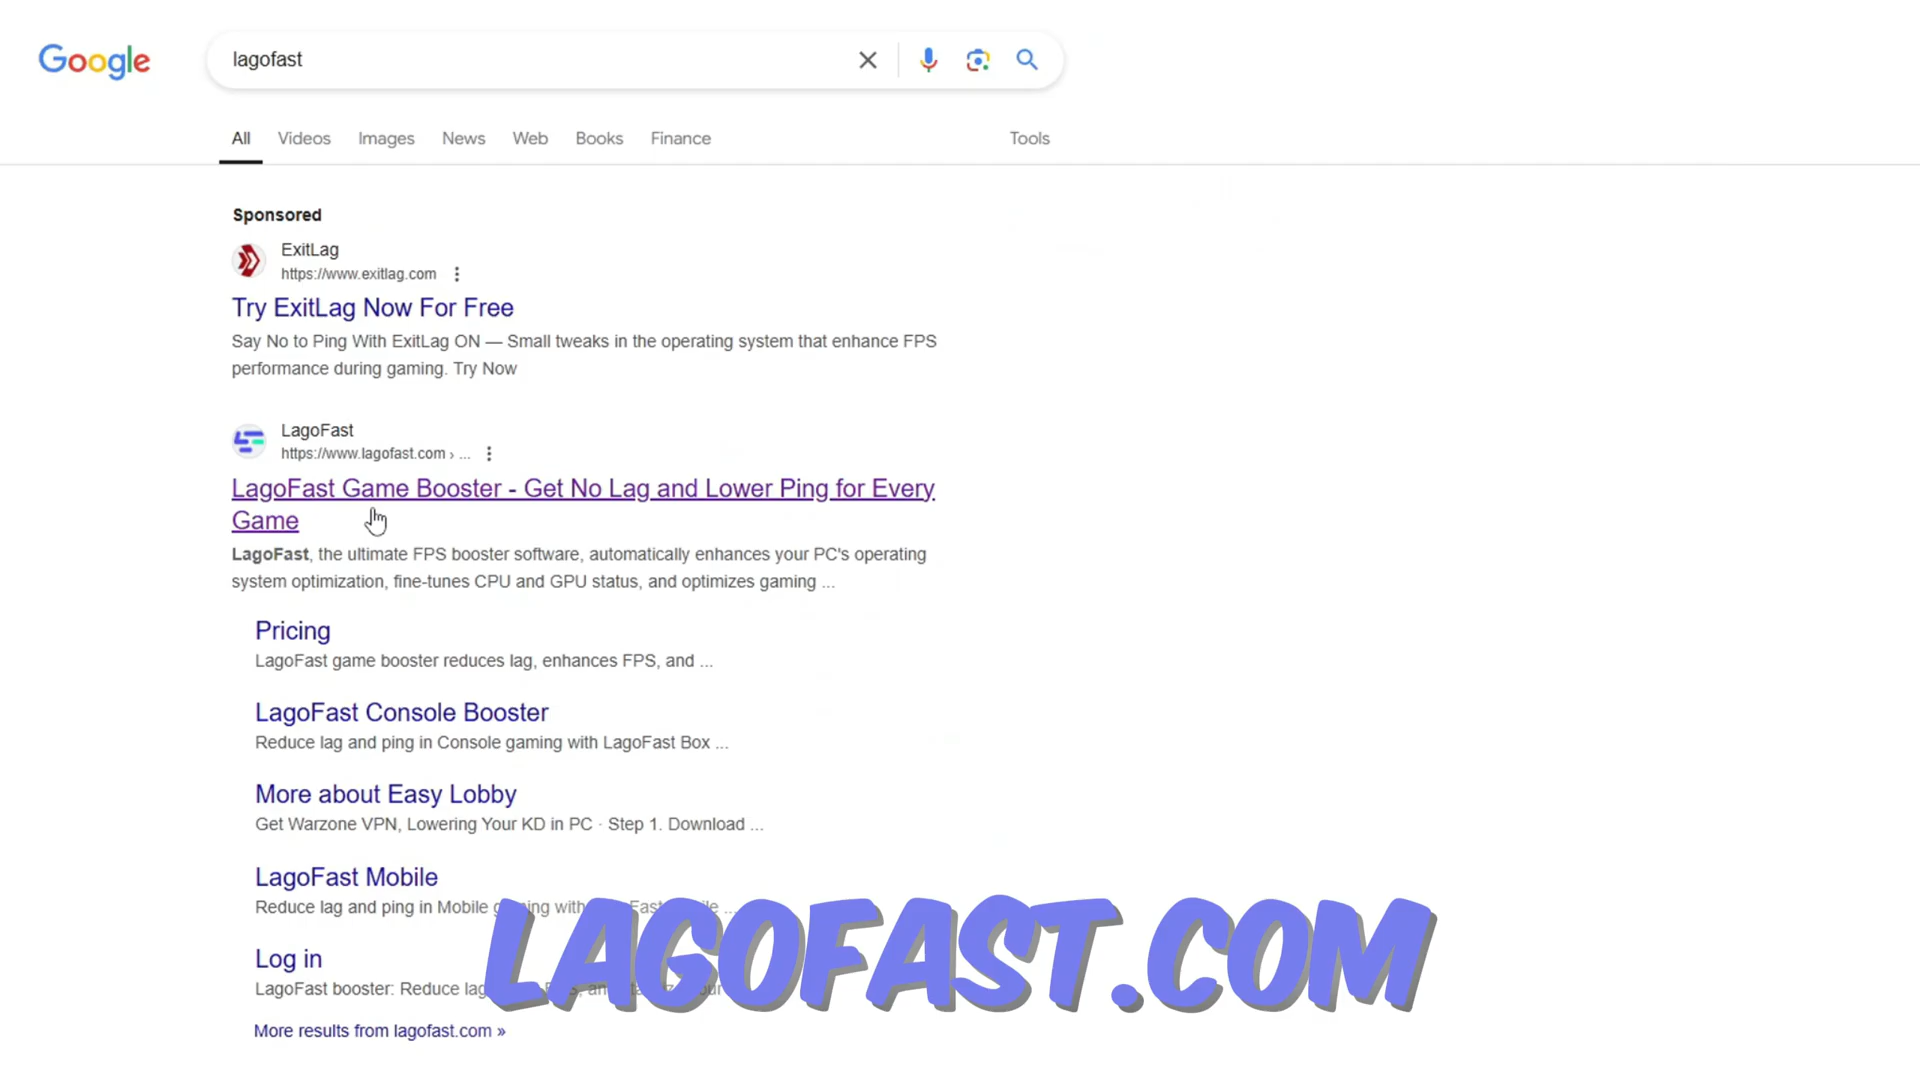 Google
lagofast
All Videos Images News Web Books Finance Tools
Sponsored
ExitLag
https://www.exitlag.com
Try ExitLag Now For Free
Say No to Ping With ExitLag ON — Small tweaks in the operating system that enhance FPS
performance during gaming. Try Now
LagoFast
https://www.lagofast.com › ...
LagoFast Game Booster - Get No Lag and Lower Ping for Every
Game
LagoFast, the ultimate FPS booster software, automatically enhances your PC's operating
system optimization, fine-tunes CPU and GPU status, and optimizes gaming ...
Pricing
LagoFast game booster reduces lag, enhances FPS, and ...
LagoFast Console Booster
Reduce lag and ping in Console gaming with LagoFast Box ...
More about Easy Lobby
Get Warzone VPN, Lowering Your KD in PC · Step 1. Download ...
LagoFast Mobile
Reduce lag and ping in Mobile gaming with
Log in
LagoFast booster: Reduce lag
LAGOFAST.COM
More results from lagofast.com »